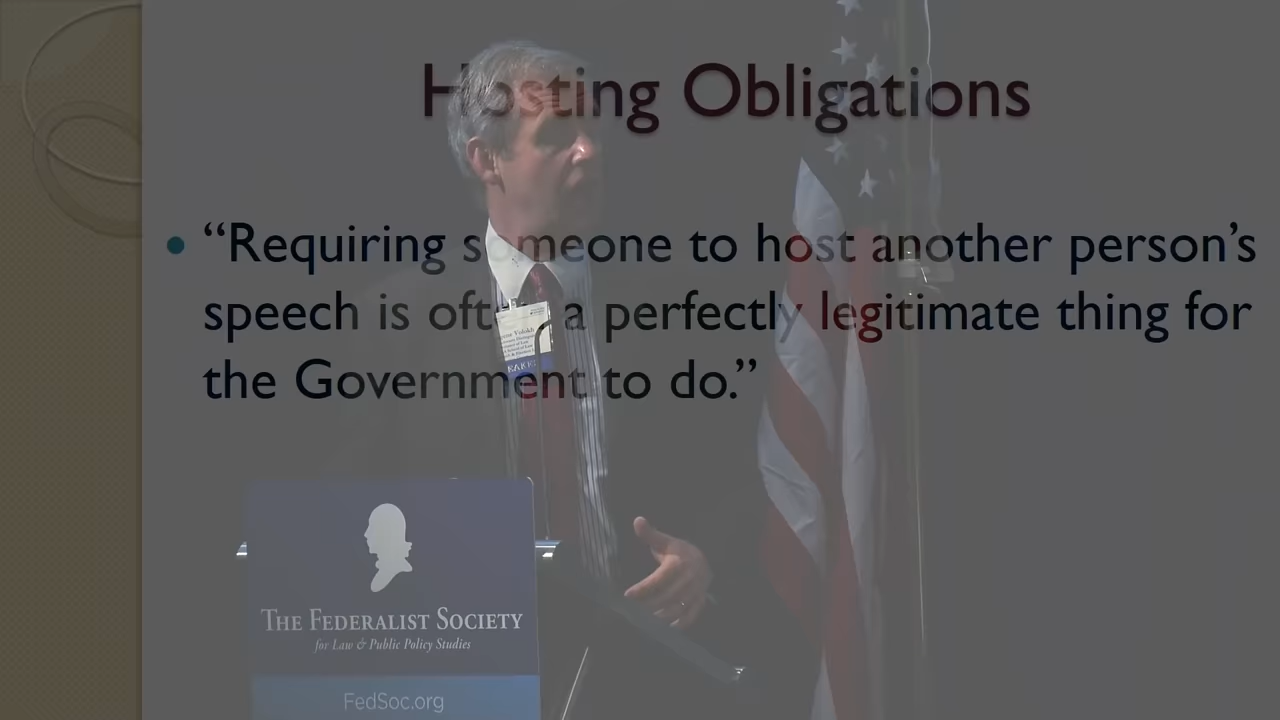 Hosting Obligations
“Requiring someone to host another person’s
speech is often a perfectly legitimate thing for
the Government to do.”
THE FEDERALIST SOCIETY
for Law & Public Policy Studies
FedSoc.org